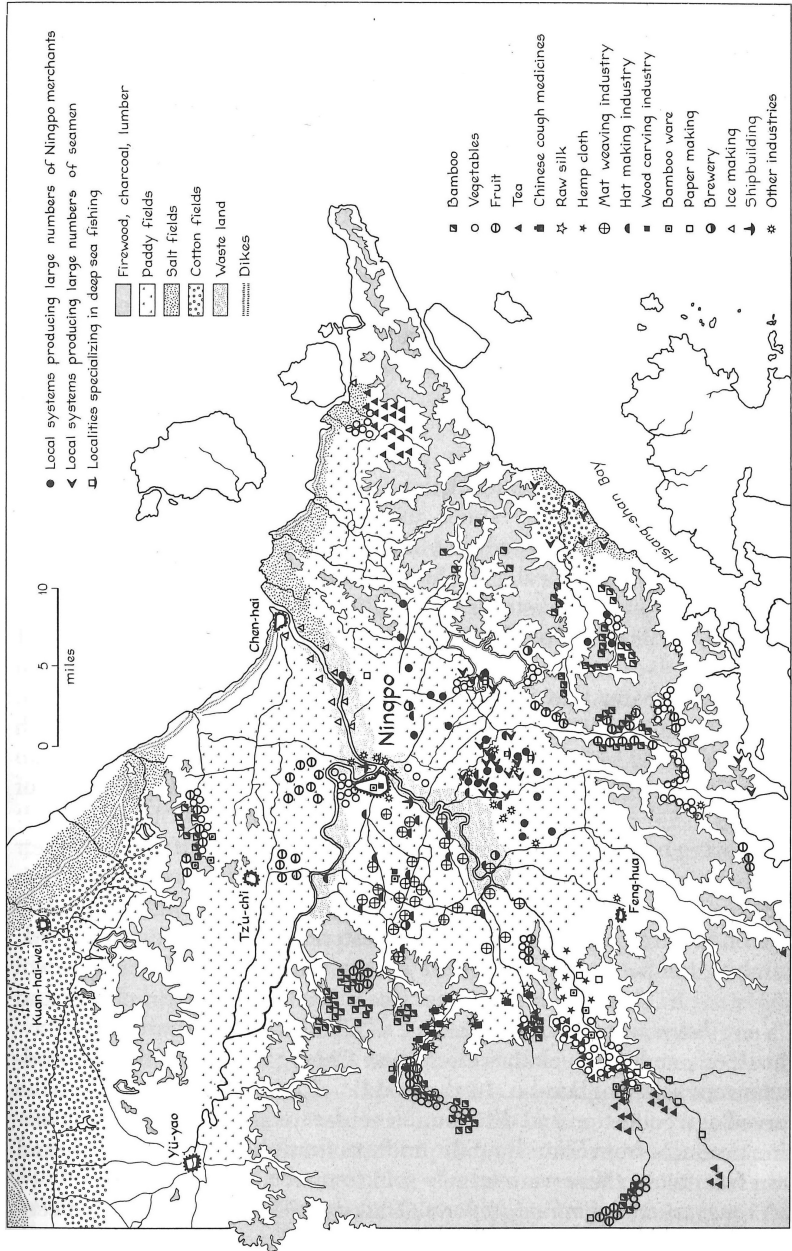 Local systems producing large numbers of Ningpo merchants
Local systems producing large numbers of seamen
Localities specializing in deep sea fishing
Firewood, charcoal, lumber
Paddy fields
Salt fields
Cotton fields
Waste land
Dikes
Bamboo
Vegetables
Fruit
Tea
Chinese cough medicines
Raw silk
Hemp cloth
Mat weaving industry
Hat making industry
Wood carving industry
Bamboo ware
Paper making
Brewery
Ice making
Shipbuilding
Other industries
0 5 10
miles
Kuan-hai-wei
Chen-hai
Yü-yao
Tzu-ch'i
Ningpo
Feng-hua
Hsiang-shan Bay